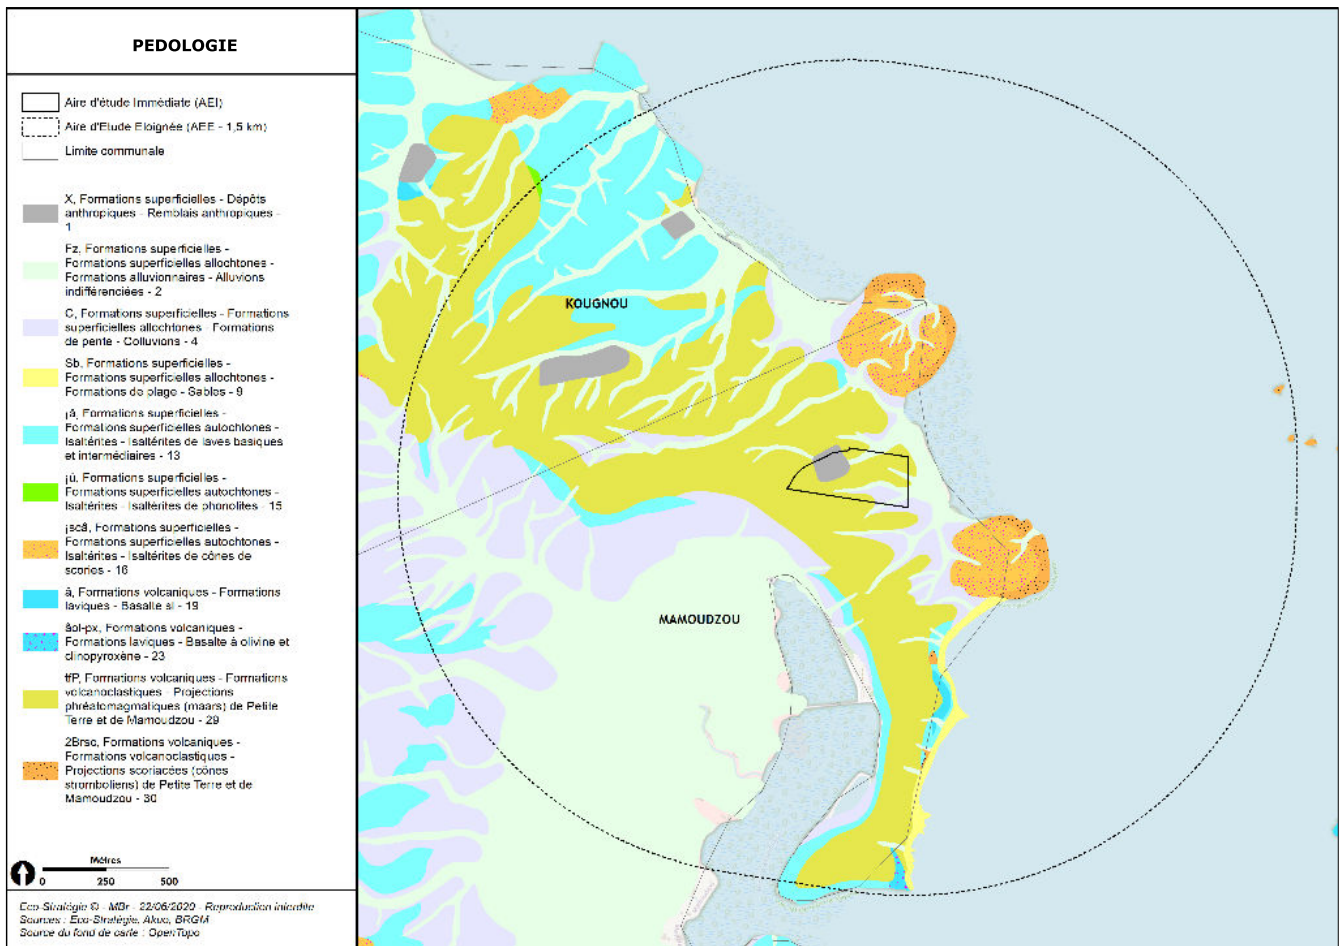 PEDOLOGIE
Aire d'étude Immédiate (AEI)
Aire d'Etude Eloignée (AEE - 1,5 km)
Limite communale
X, Formations superficielles - Dépôts
anthropiques - Remblais anthropiques -
1
Fz, Formations superficielles -
Formations superficielles allochtones -
Formations alluvionnaires - Alluvions
indifférenciées - 2
C, Formations superficielles - Formations
superficielles allochtones - Formations
de pente - Colluvions - 4
Sb, Formations superficielles -
Formations superficielles allochtones -
Formations de plage - Sables - 9
¡â, Formations superficielles -
Formations superficielles autochtones -
Isaltérites - Isaltérites de laves basiques
et intermédiaires - 13
¡ú, Formations superficielles -
Formations superficielles autochtones -
Isaltérites - Isaltérites de phonolites - 15
¡scâ, Formations superficielles -
Formations superficielles autochtones -
Isaltérites - Isaltérites de cônes de
scories - 16
â, Formations volcaniques - Formations
laviques - Basalte sl - 19
âol-px, Formations volcaniques -
Formations laviques - Basalte à olivine et
clinopyroxène - 23
tfP, Formations volcaniques - Formations
volcanoclastiques - Projections
phréatomagmatiques (maars) de Petite
Terre et de Mamoudzou - 29
2Brsc, Formations volcaniques -
Formations volcanoclastiques -
Projections scoriacées (cônes
stromboliens) de Petite Terre et de
Mamoudzou - 30
Mètres
0 250 500
Eco-Stratégie © - MBr - 22/06/2020 - Reproduction interdite
Sources : Eco-Stratégie, Akuo, BRGM
Source du fond de carte : OpenTopo
KOUGNOU
MAMOUDZOU